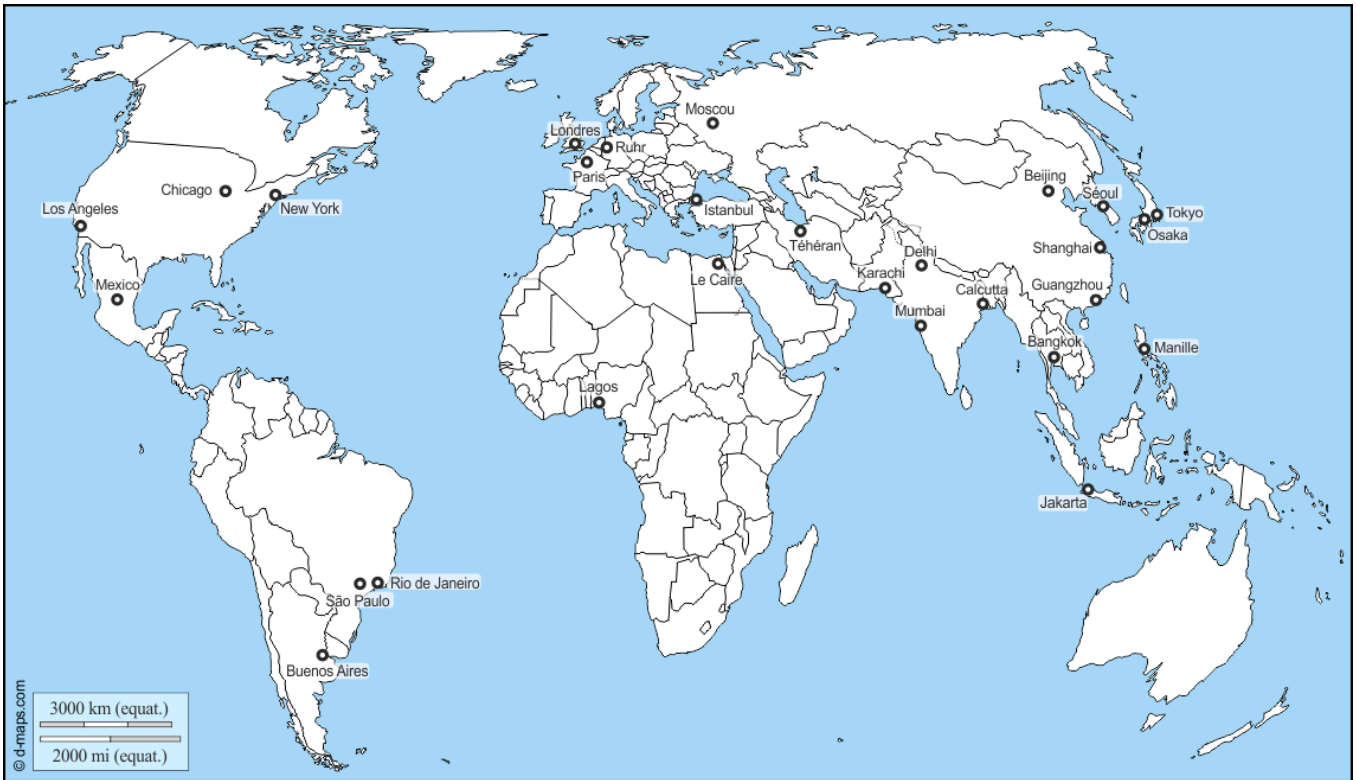 Moscou
Londres
Ruhr
Paris
Chicago
Beijing
Séoul
Los Angeles
New York
Istanbul
Tokyo
Osaka
Téhéran
Shanghai
Delhi
Le Caire
Karachi
Mexico
Calcutta
Guangzhou
Mumbai
Bangkok
Manille
Lagos
Jakarta
Rio de Janeiro
São Paulo
Buenos Aires
3000 km (equat.)
2000 mi (equat.)
© d-maps.com